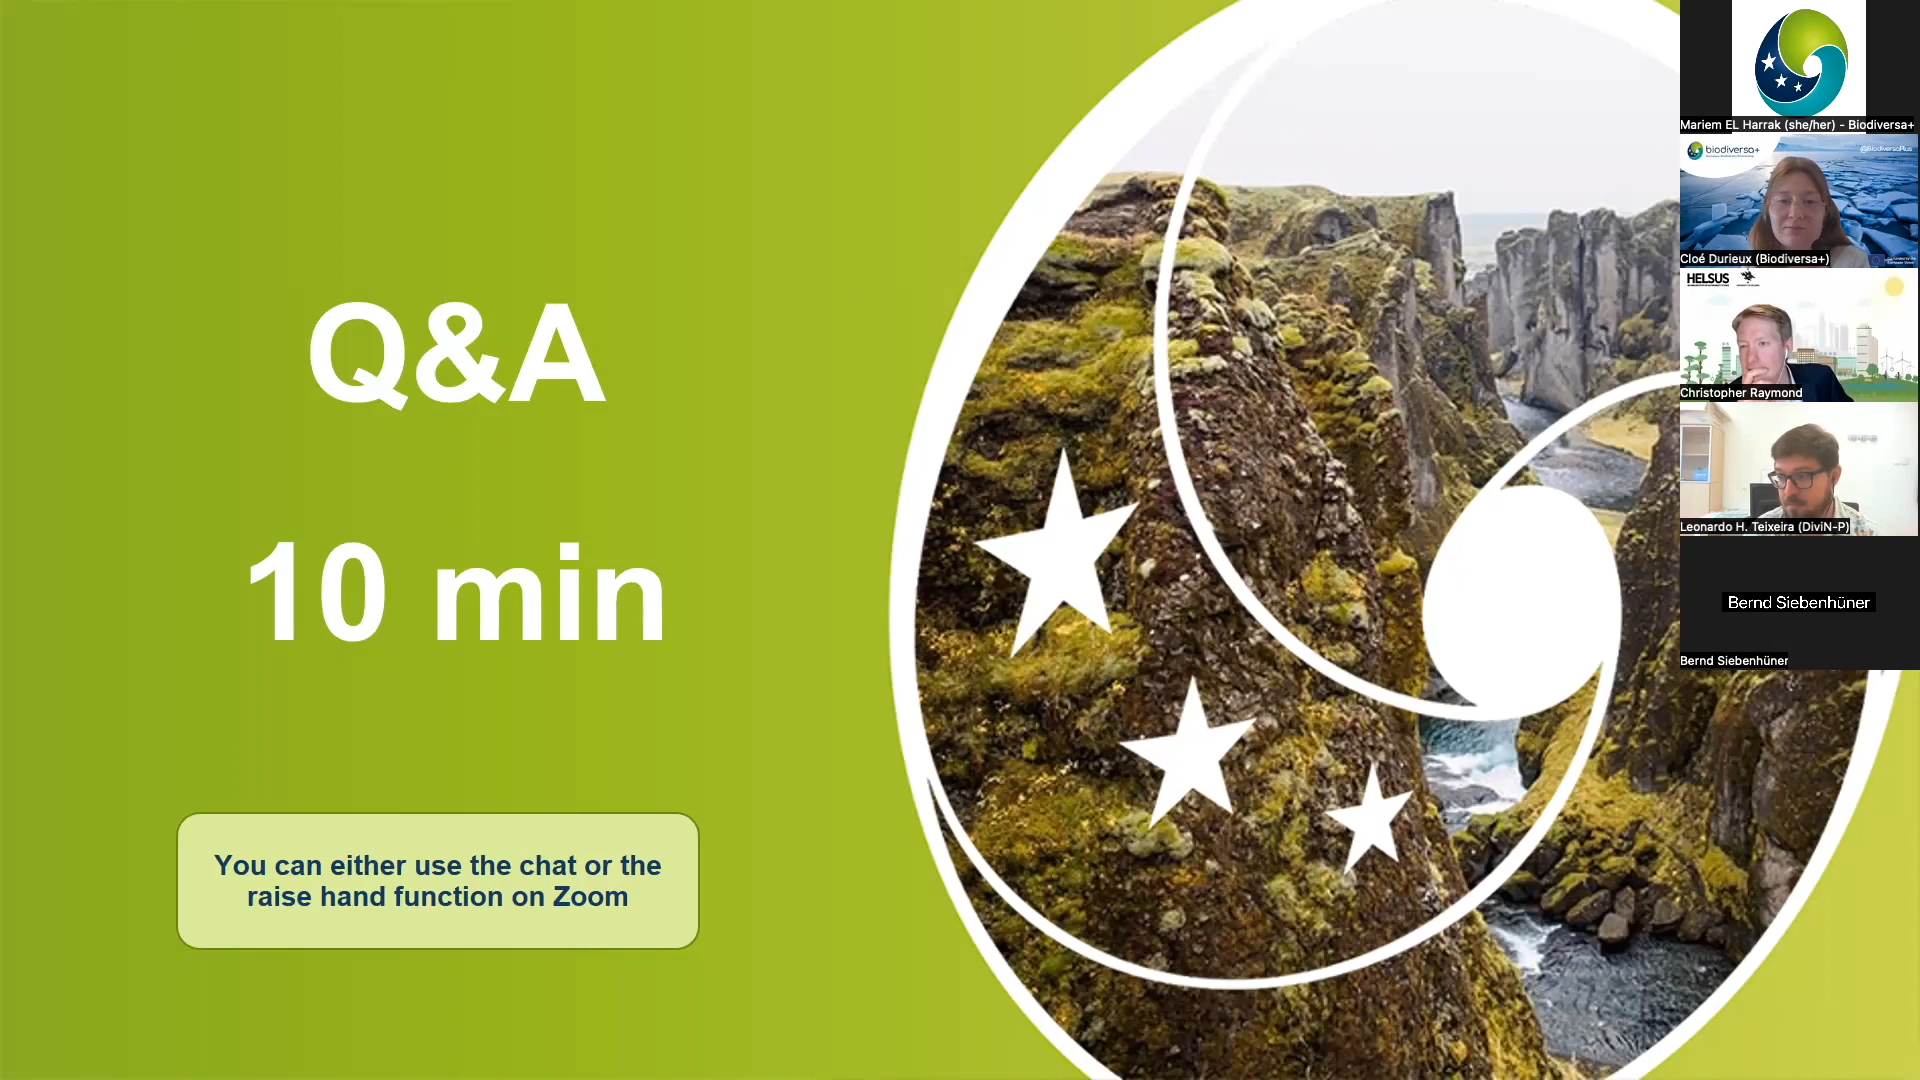 Q&A
10 min
You can either use the chat or the
raise hand function on Zoom
Mariem EL Harrak (she/her) - Biodiversa+
biodiversa+
@BiodiversaPlus
Cloé Durieux (Biodiversa+)
HELSUS
Christopher Raymond
Leonardo H. Teixeira (DiviN-P)
Bernd Siebenhüner
Bernd Siebenhüner